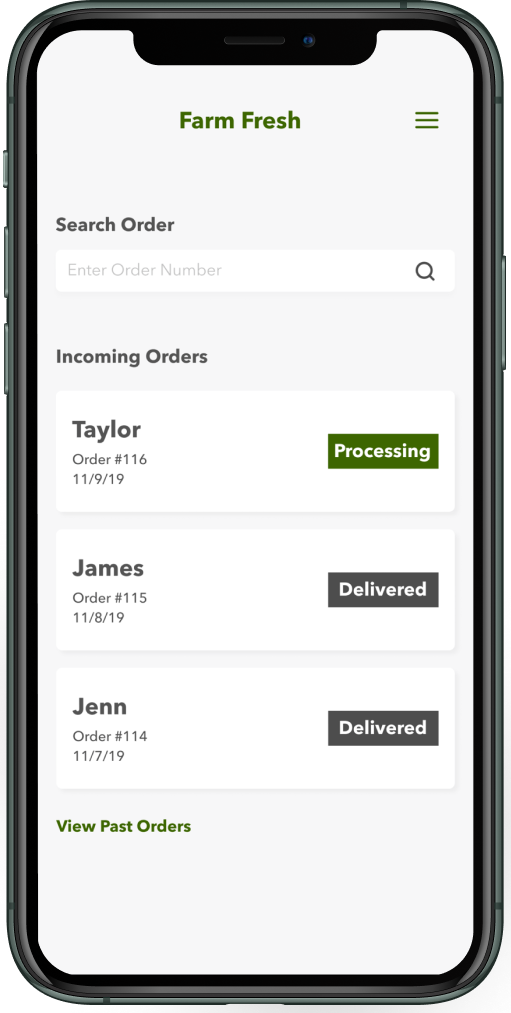 Farm Fresh
Search Order
Enter Order Number
Incoming Orders
Taylor
Order #116
11/9/19
Processing
James
Order #115
11/8/19
Delivered
Jenn
Order #114
11/7/19
Delivered
View Past Orders